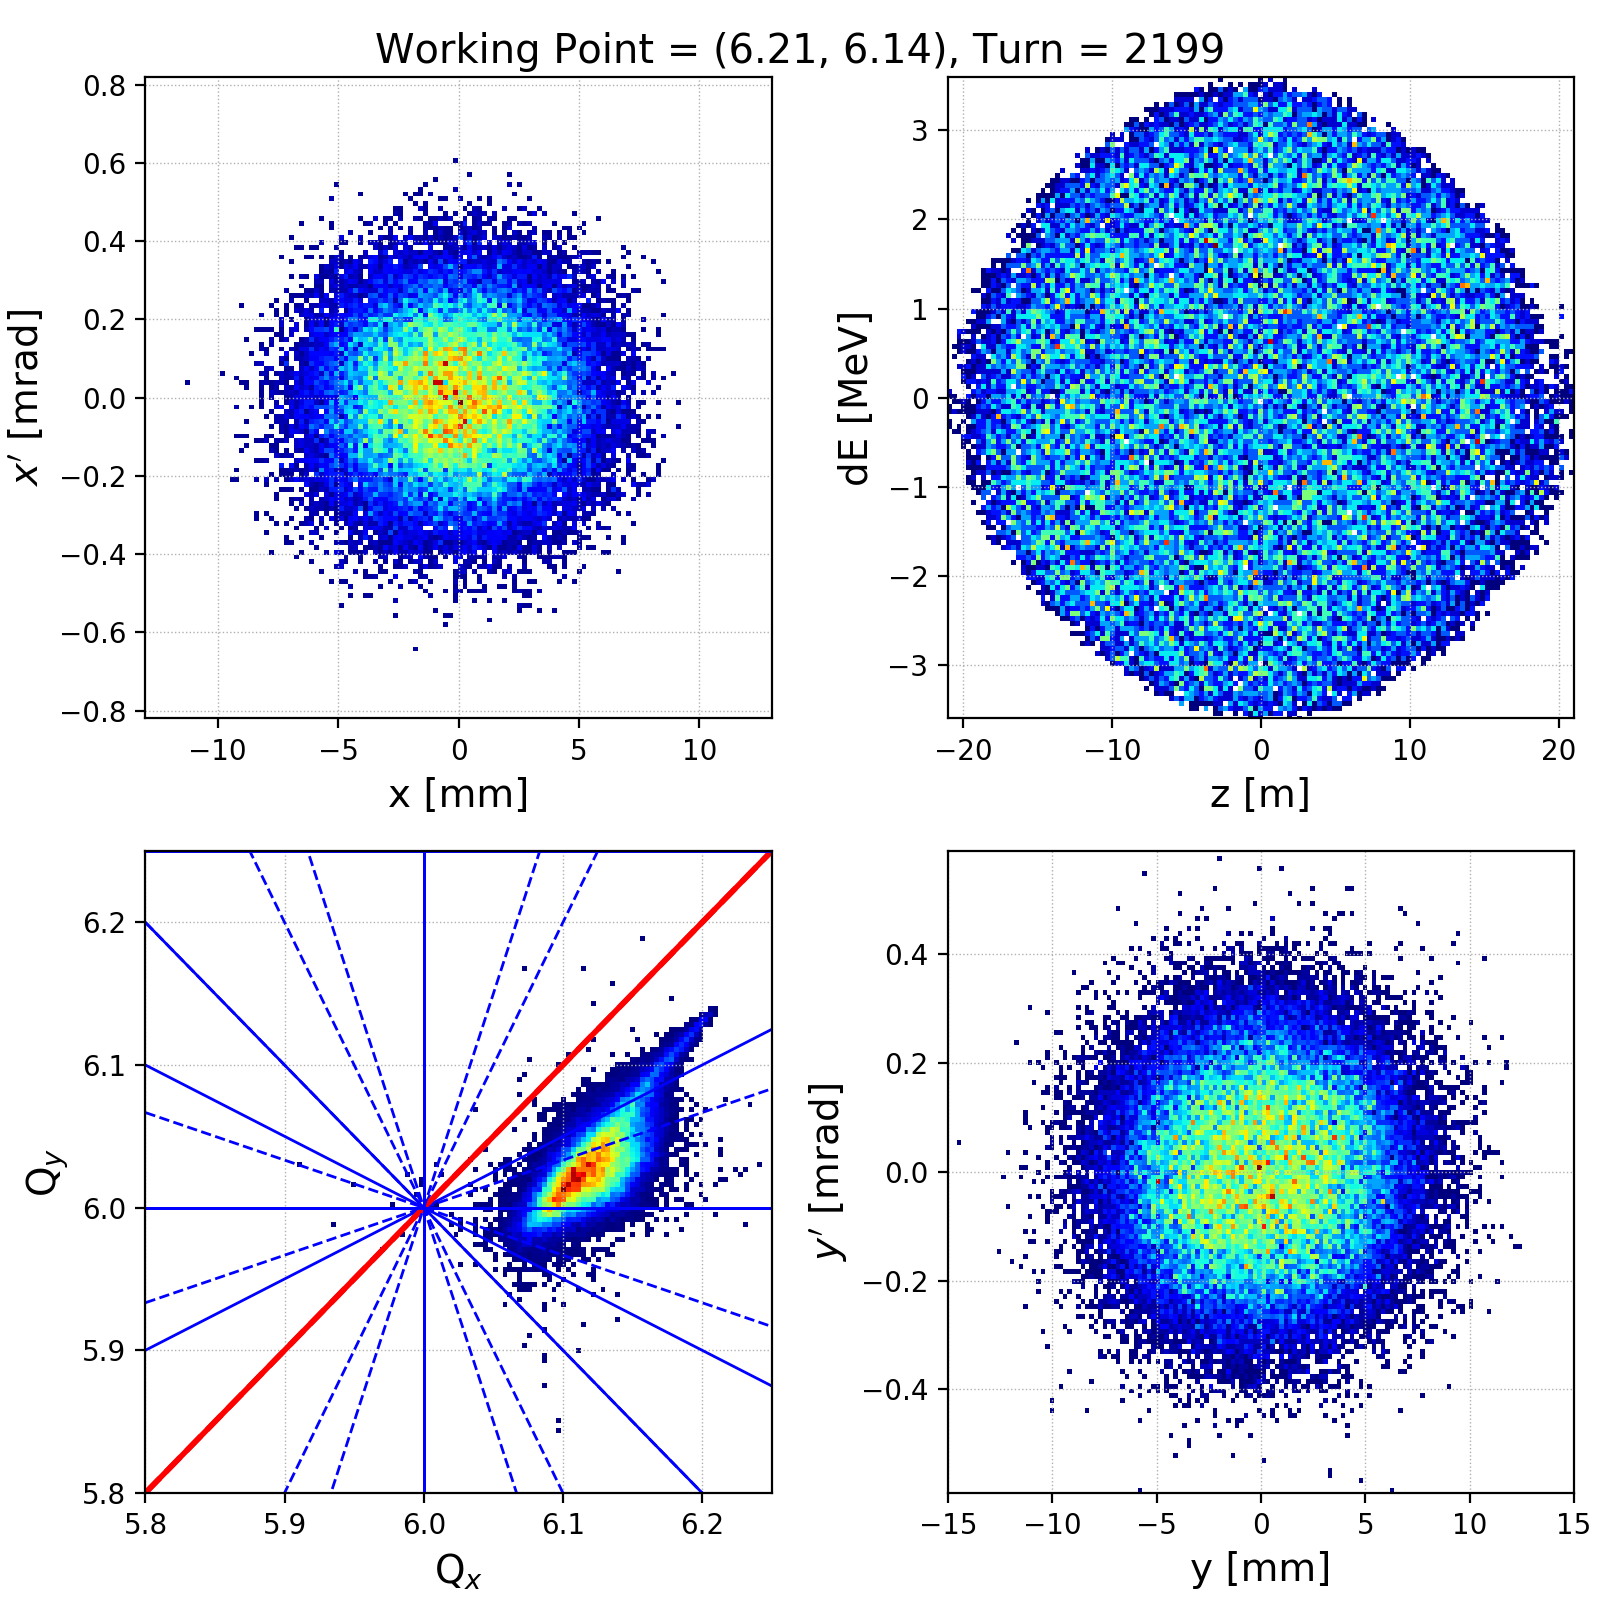 Working Point = (6.21, 6.14), Turn = 2199
0.8
0.6
0.4
0.2
0.0
−0.2
−0.4
−0.6
−0.8
x′ [mrad]
−10 −5 0 5 10
x [mm]
3
2
1
0
−1
−2
−3
dE [MeV]
−20 −10 0 10 20
z [m]
6.2
6.1
6.0
5.9
5.8
Qy
5.8 5.9 6.0 6.1 6.2
Qx
0.4
0.2
0.0
−0.2
−0.4
y′ [mrad]
−15 −10 −5 0 5 10 15
y [mm]